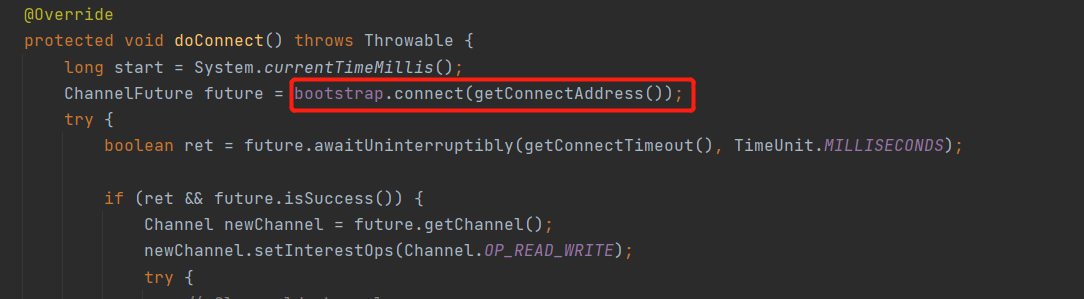 @Override
protected void doConnect() throws Throwable {
long start = System.currentTimeMillis();
ChannelFuture future = bootstrap.connect(getConnectAddress());
try {
boolean ret = future.awaitUninterruptibly(getConnectTimeout(), TimeUnit.MILLISECONDS);
if (ret && future.isSuccess()) {
Channel newChannel = future.getChannel();
newChannel.setInterestOps(Channel.OP_READ_WRITE);
try {